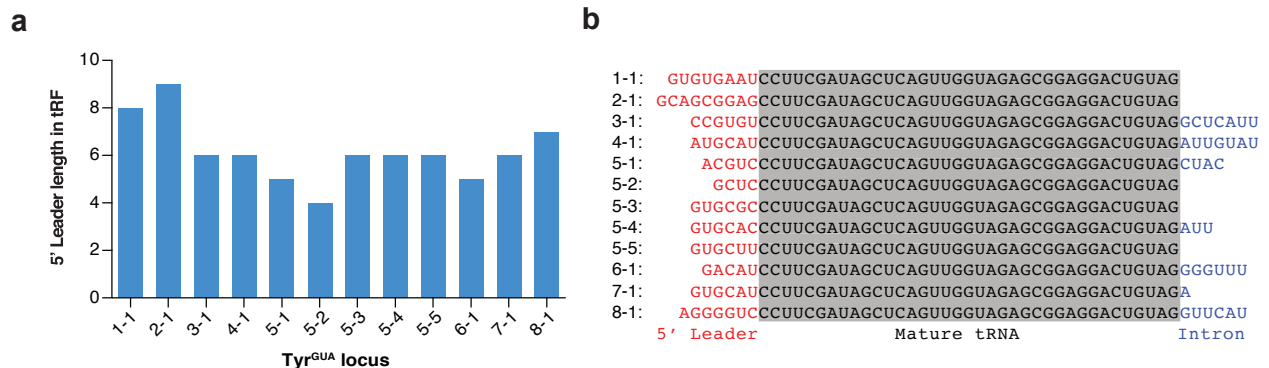 a
5' Leader length in tRF
10
8
6
4
2
0
1-1 2-1 3-1 4-1 5-1 5-2 5-3 5-4 5-5 6-1 7-1 8-1
Tyr^GUA locus
b
1-1: GUGUGAAUCCUUCGAUAGCUCAGUUGGUAGAGCGGAGGACUGUAG
2-1: GCAGCGGAGCCUUCGAUAGCUCAGUUGGUAGAGCGGAGGACUGUAG
3-1: CCGUGUCCUUCGAUAGCUCAGUUGGUAGAGCGGAGGACUGUAGGCUCAUU
4-1: AUGCAUCCUUCGAUAGCUCAGUUGGUAGAGCGGAGGACUGUAGAUUGUAU
5-1: ACGUCCCUUCGAUAGCUCAGUUGGUAGAGCGGAGGACUGUAGCUAC
5-2: GCUCCCUUCGAUAGCUCAGUUGGUAGAGCGGAGGACUGUAG
5-3: GUGCGCCCUUCGAUAGCUCAGUUGGUAGAGCGGAGGACUGUAG
5-4: GUGCACCCUUCGAUAGCUCAGUUGGUAGAGCGGAGGACUGUAGAUU
5-5: GUGCUUCCUUCGAUAGCUCAGUUGGUAGAGCGGAGGACUGUAG
6-1: GACAUCCUUCGAUAGCUCAGUUGGUAGAGCGGAGGACUGUAGGGGUUU
7-1: GUGCAUCCUUCGAUAGCUCAGUUGGUAGAGCGGAGGACUGUAGA
8-1: AGGGGUCCCUUCGAUAGCUCAGUUGGUAGAGCGGAGGACUGUAGGUUCAU
5' Leader Mature tRNA Intron